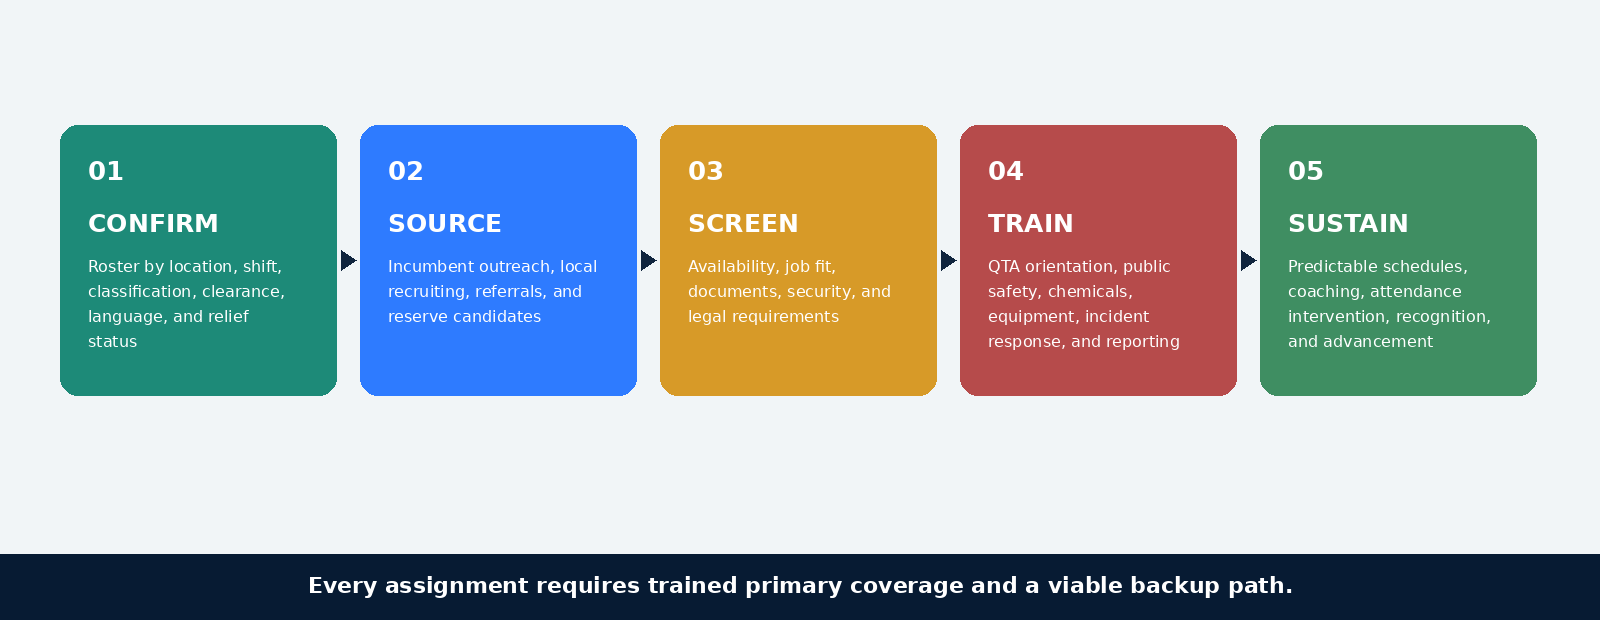 01
CONFIRM
Roster by location, shift,
classification, clearance,
language, and relief
status
02
SOURCE
Incumbent outreach, local
recruiting, referrals, and
reserve candidates
03
SCREEN
Availability, job fit,
documents, security, and
legal requirements
04
TRAIN
QTA orientation, public
safety, chemicals,
equipment, incident
response, and reporting
05
SUSTAIN
Predictable schedules,
coaching, attendance
intervention, recognition,
and advancement
Every assignment requires trained primary coverage and a viable backup path.